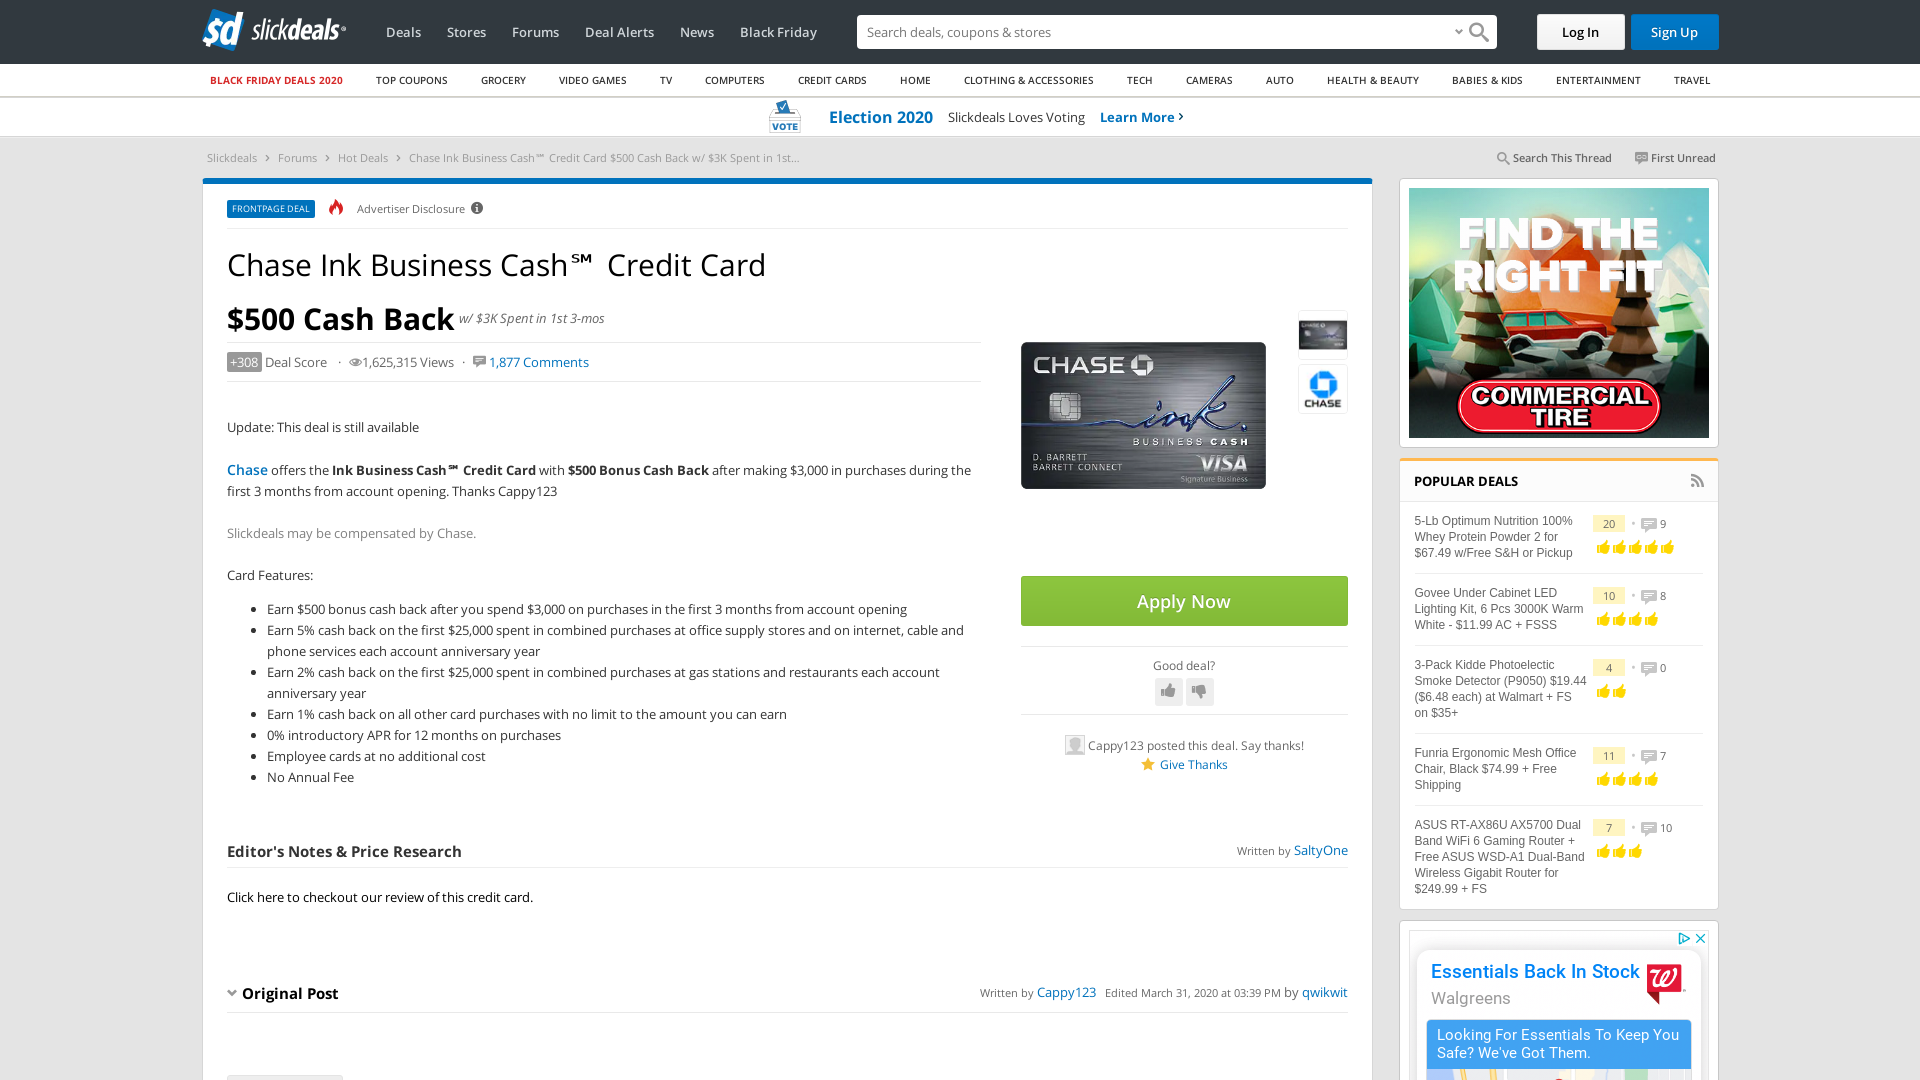 slickdeals
Deals
Stores
Forums
Deal Alerts
News
Black Friday
Search deals, coupons & stores
Log In
Sign Up
BLACK FRIDAY DEALS 2020
TOP COUPONS
GROCERY
VIDEO GAMES
TV
COMPUTERS
CREDIT CARDS
HOME
CLOTHING & ACCESSORIES
TECH
CAMERAS
AUTO
HEALTH & BEAUTY
BABIES & KIDS
ENTERTAINMENT
TRAVEL
VOTE
Election 2020
Slickdeals Loves Voting
Learn More
Slickdeals › Forums › Hot Deals › Chase Ink Business Cash℠ Credit Card $500 Cash Back w/ $3K Spent in 1st...
Search This Thread
First Unread
FRONTPAGE DEAL
Advertiser Disclosure
Chase Ink Business Cash℠ Credit Card
$500 Cash Back w/ $3K Spent in 1st 3-mos
+308 Deal Score · 1,625,315 Views · 1,877 Comments
Update: This deal is still available
Chase offers the Ink Business Cash℠ Credit Card with $500 Bonus Cash Back after making $3,000 in purchases during the
first 3 months from account opening. Thanks Cappy123
Slickdeals may be compensated by Chase.
Card Features:
Earn $500 bonus cash back after you spend $3,000 on purchases in the first 3 months from account opening
Earn 5% cash back on the first $25,000 spent in combined purchases at office supply stores and on internet, cable and
phone services each account anniversary year
Earn 2% cash back on the first $25,000 spent in combined purchases at gas stations and restaurants each account
anniversary year
Earn 1% cash back on all other card purchases with no limit to the amount you can earn
0% introductory APR for 12 months on purchases
Employee cards at no additional cost
No Annual Fee
CHASE
ink.
BUSINESS CASH
D. BARRETT
BARRETT CONNECT
VISA
Signature Business
CHASE
CHASE
Apply Now
Good deal?
Cappy123 posted this deal. Say thanks!
Give Thanks
Editor's Notes & Price Research
Written by SaltyOne
Click here to checkout our review of this credit card.
Original Post
Written by Cappy123 Edited March 31, 2020 at 03:39 PM by qwikwit
FIND THE
RIGHT FIT
COMMERCIAL
TIRE
POPULAR DEALS
5-Lb Optimum Nutrition 100%
Whey Protein Powder 2 for
$67.49 w/Free S&H or Pickup
20 • 9
Govee Under Cabinet LED
Lighting Kit, 6 Pcs 3000K Warm
White - $11.99 AC + FSSS
10 • 8
3-Pack Kidde Photoelectic
Smoke Detector (P9050) $19.44
($6.48 each) at Walmart + FS
on $35+
4 • 0
Funria Ergonomic Mesh Office
Chair, Black $74.99 + Free
Shipping
11 • 7
ASUS RT-AX86U AX5700 Dual
Band WiFi 6 Gaming Router +
Free ASUS WSD-A1 Dual-Band
Wireless Gigabit Router for
$249.99 + FS
7 • 10
Essentials Back In Stock
Walgreens
Looking For Essentials To Keep You
Safe? We've Got Them.